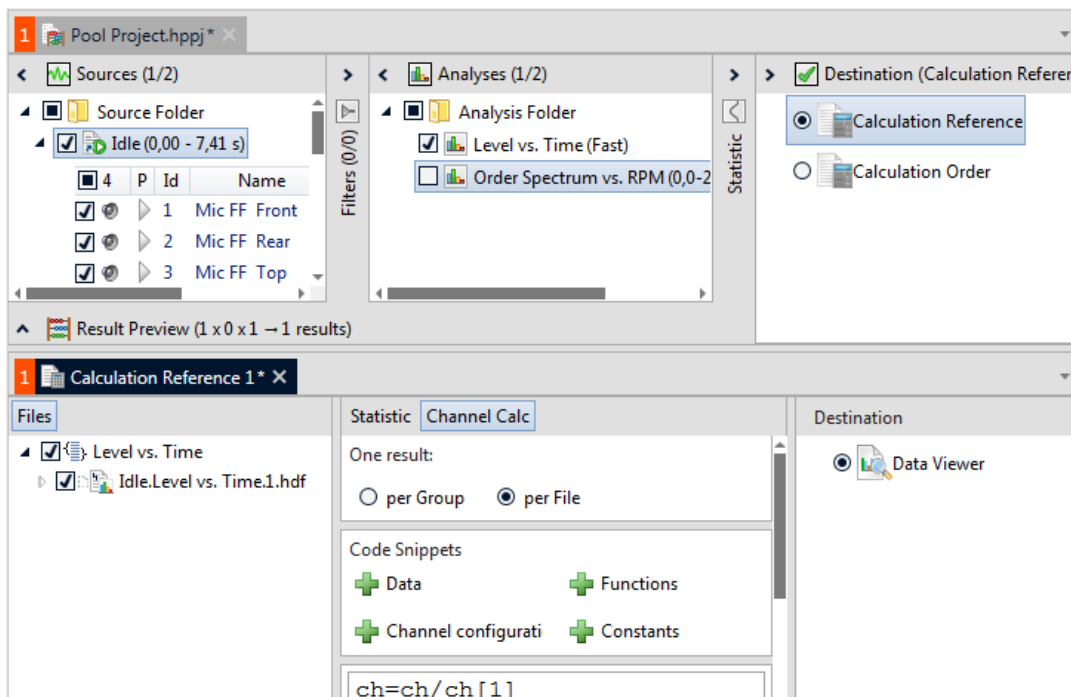 1 Pool Project.hppj*
Sources (1/2)
Source Folder
Idle (0,00 - 7,41 s)
4 P Id Name
1 Mic FF Front
2 Mic FF Rear
3 Mic FF Top
Filters (0/0)
Analyses (1/2)
Analysis Folder
Level vs. Time (Fast)
Order Spectrum vs. RPM (0,0-2
Statistic
Destination (Calculation Referer
Calculation Reference
Calculation Order
Result Preview (1 x 0 x 1 → 1 results)
1 Calculation Reference 1*
Files
Level vs. Time
Idle.Level vs. Time.1.hdf
Statistic Channel Calc
One result:
per Group per File
Code Snippets
Data Functions
Channel configurati Constants
ch=ch/ch[1]
Destination
Data Viewer